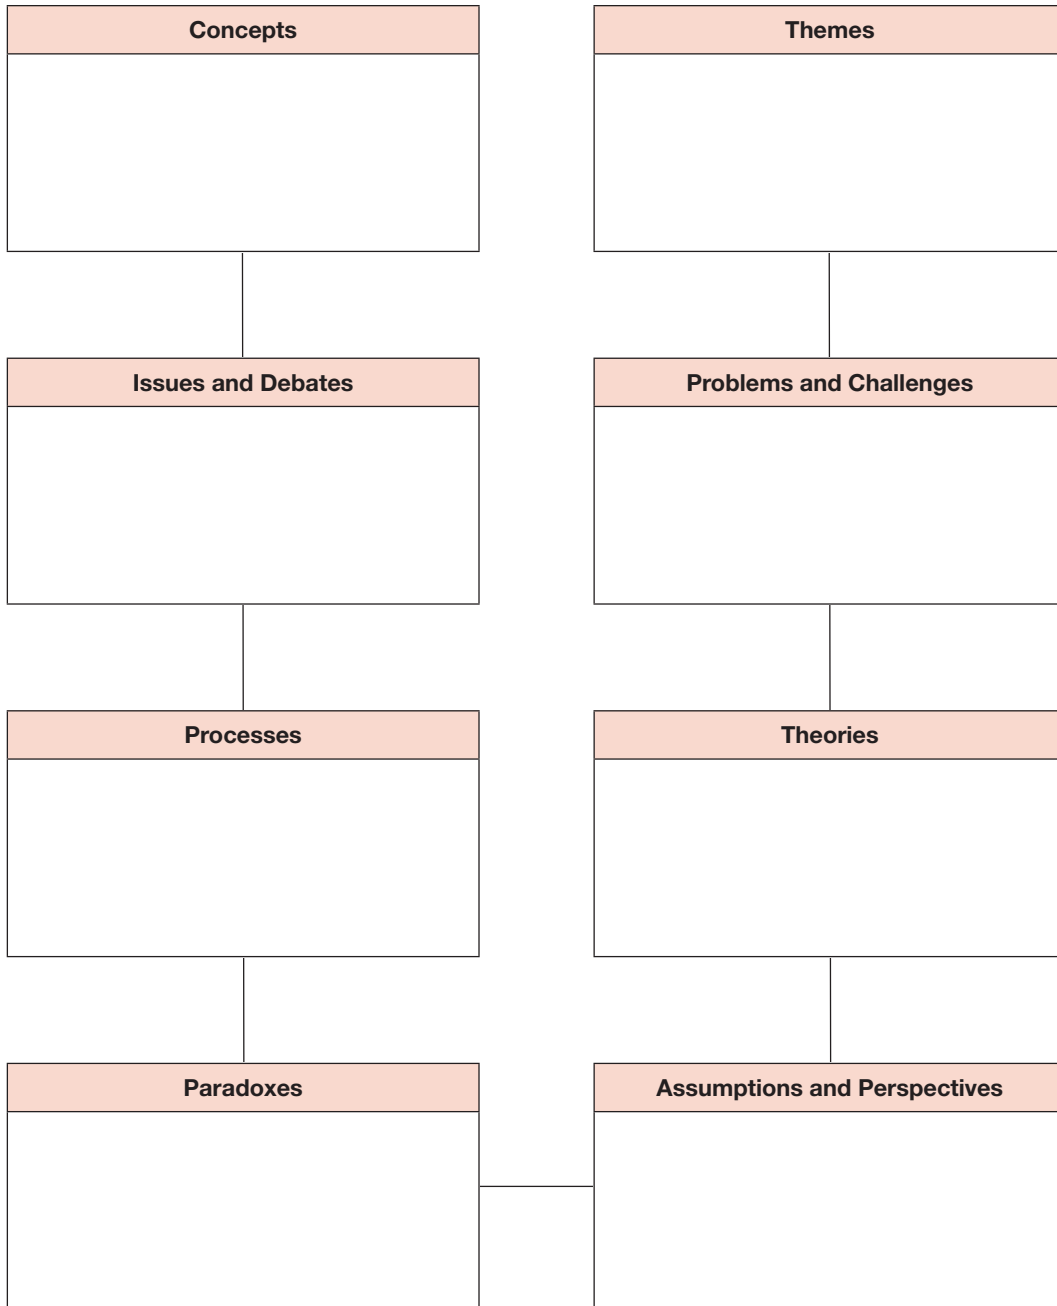 Concepts
Themes
Issues and Debates
Problems and Challenges
Processes
Theories
Paradoxes
Assumptions and Perspectives